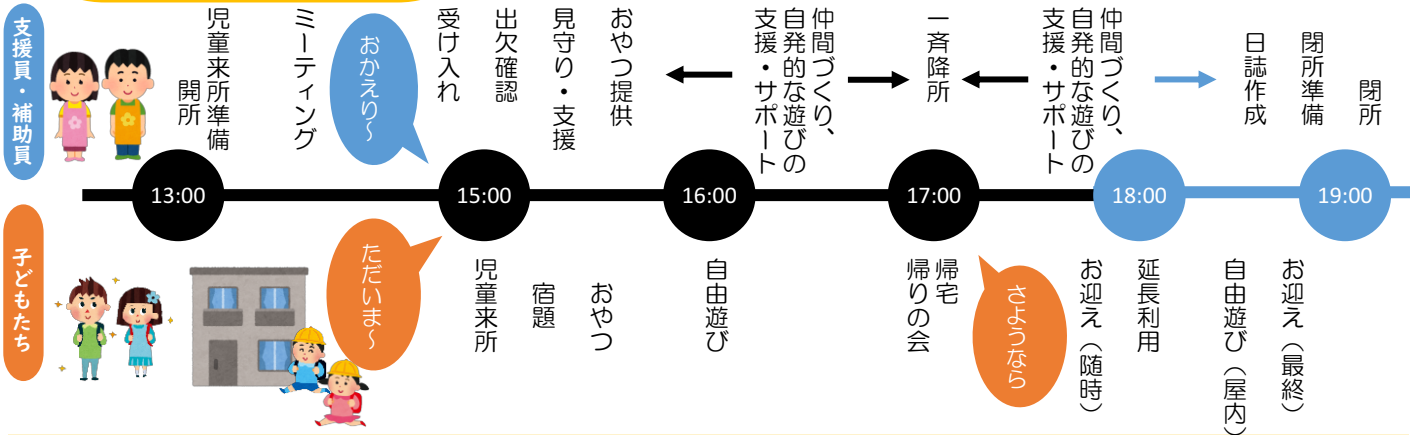 支援員・補助員
児童来所準備
開所
ミーティング
おかえり〜
受け入れ
出欠確認
見守り・支援
おやつ提供
仲間づくり、
自発的な遊びの
支援・サポート
一斉降所
仲間づくり、
自発的な遊びの
支援・サポート
日誌作成
閉所準備
閉所
13:00
15:00
16:00
17:00
18:00
19:00
子どもたち
ただいま〜
児童来所
宿題
おやつ
自由遊び
帰宅
帰りの会
さようなら
お迎え（随時）
延長利用
自由遊び（屋内）
お迎え（最終）